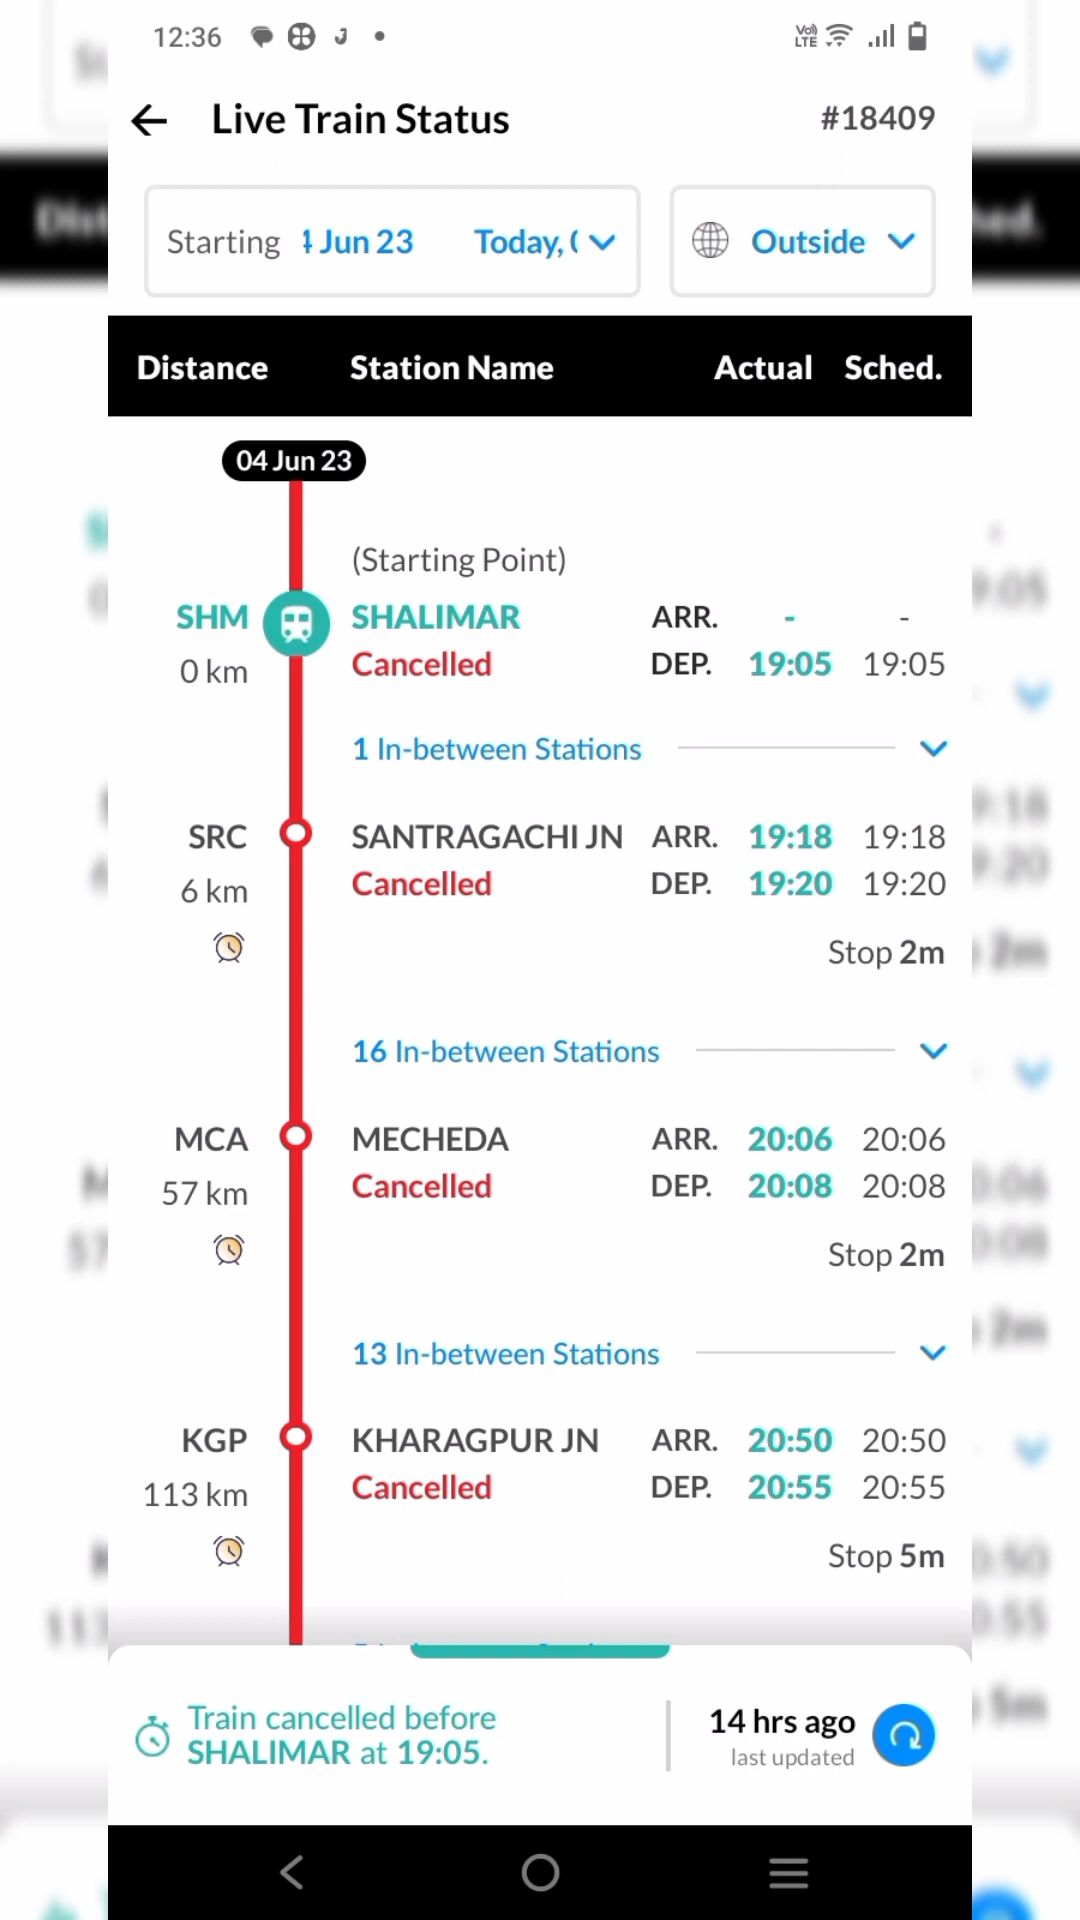 12:36
Vo) LTE
Live Train Status #18409
Starting 4 Jun 23 Today, Outside
Distance Station Name Actual Sched.
04 Jun 23
(Starting Point)
SHM SHALIMAR ARR. - -
0 km Cancelled DEP. 19:05 19:05
1 In-between Stations
SRC SANTRAGACHI JN ARR. 19:18 19:18
6 km Cancelled DEP. 19:20 19:20
Stop 2m
16 In-between Stations
MCA MECHEDA ARR. 20:06 20:06
57 km Cancelled DEP. 20:08 20:08
Stop 2m
13 In-between Stations
KGP KHARAGPUR JN ARR. 20:50 20:50
113 km Cancelled DEP. 20:55 20:55
Stop 5m
Train cancelled before 14 hrs ago
SHALIMAR at 19:05. last updated